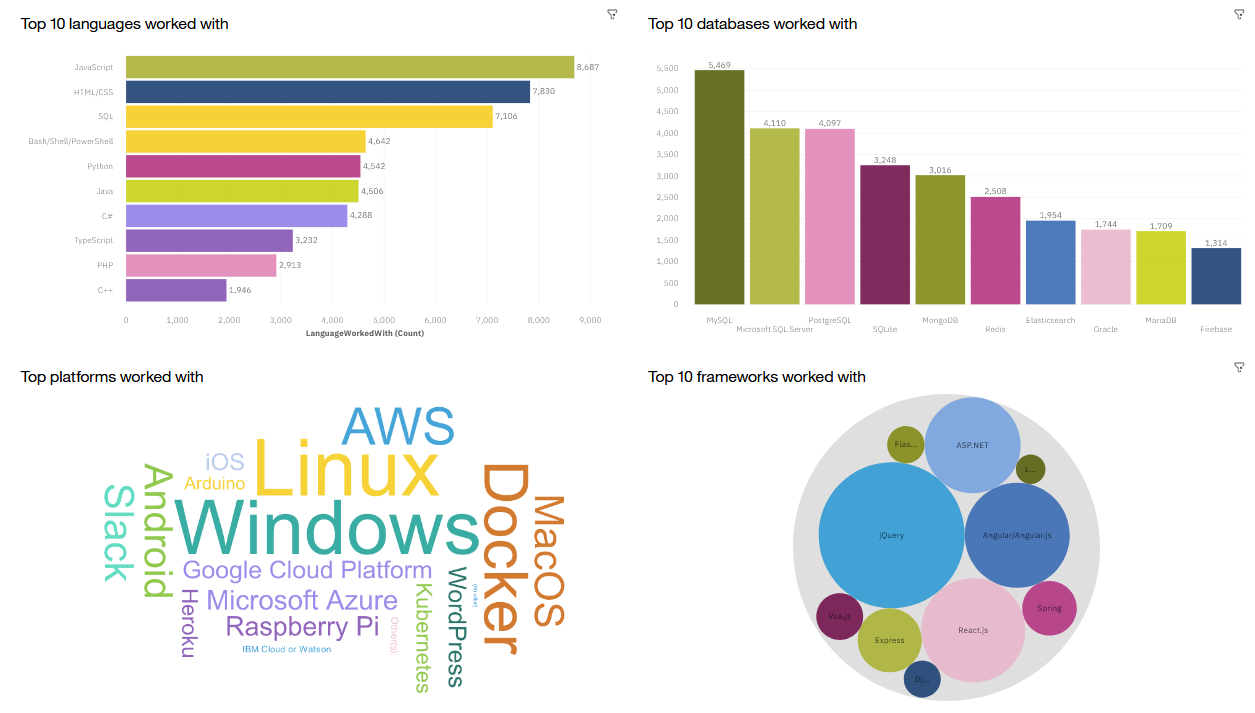 Top 10 languages worked with
JavaScript 8,687
HTML/CSS 7,830
SQL 7,106
Bash/Shell/PowerShell 4,642
Python 4,542
Java 4,506
C# 4,288
TypeScript 3,232
PHP 2,913
C++ 1,946
0 1,000 2,000 3,000 4,000 5,000 6,000 7,000 8,000 9,000
LanguageWorkedWith (Count)
Top 10 databases worked with
5,500
5,000
4,500
4,000
3,500
3,000
2,500
2,000
1,500
1,000
500
0
5,469 4,110 4,097 3,248 3,016 2,508 1,954 1,744 1,709 1,314
MySQL PostgreSQL MongoDB Elasticsearch MariaDB
Microsoft SQL Server SQLite Redis Oracle Firebase
Top platforms worked with
AWS
iOS
Linux
Arduino
Slack
Android
Windows
Docker
MacOS
Google Cloud Platform
Heroku
Microsoft Azure
Raspberry Pi
IBM Cloud or Watson
Other(s):
Kubernetes
WordPress
Top 10 frameworks worked with
Flas...
ASP.NET
L...
jQuery
Angular/Angular.js
Vue.js
Express
React.js
Spring
Dj...